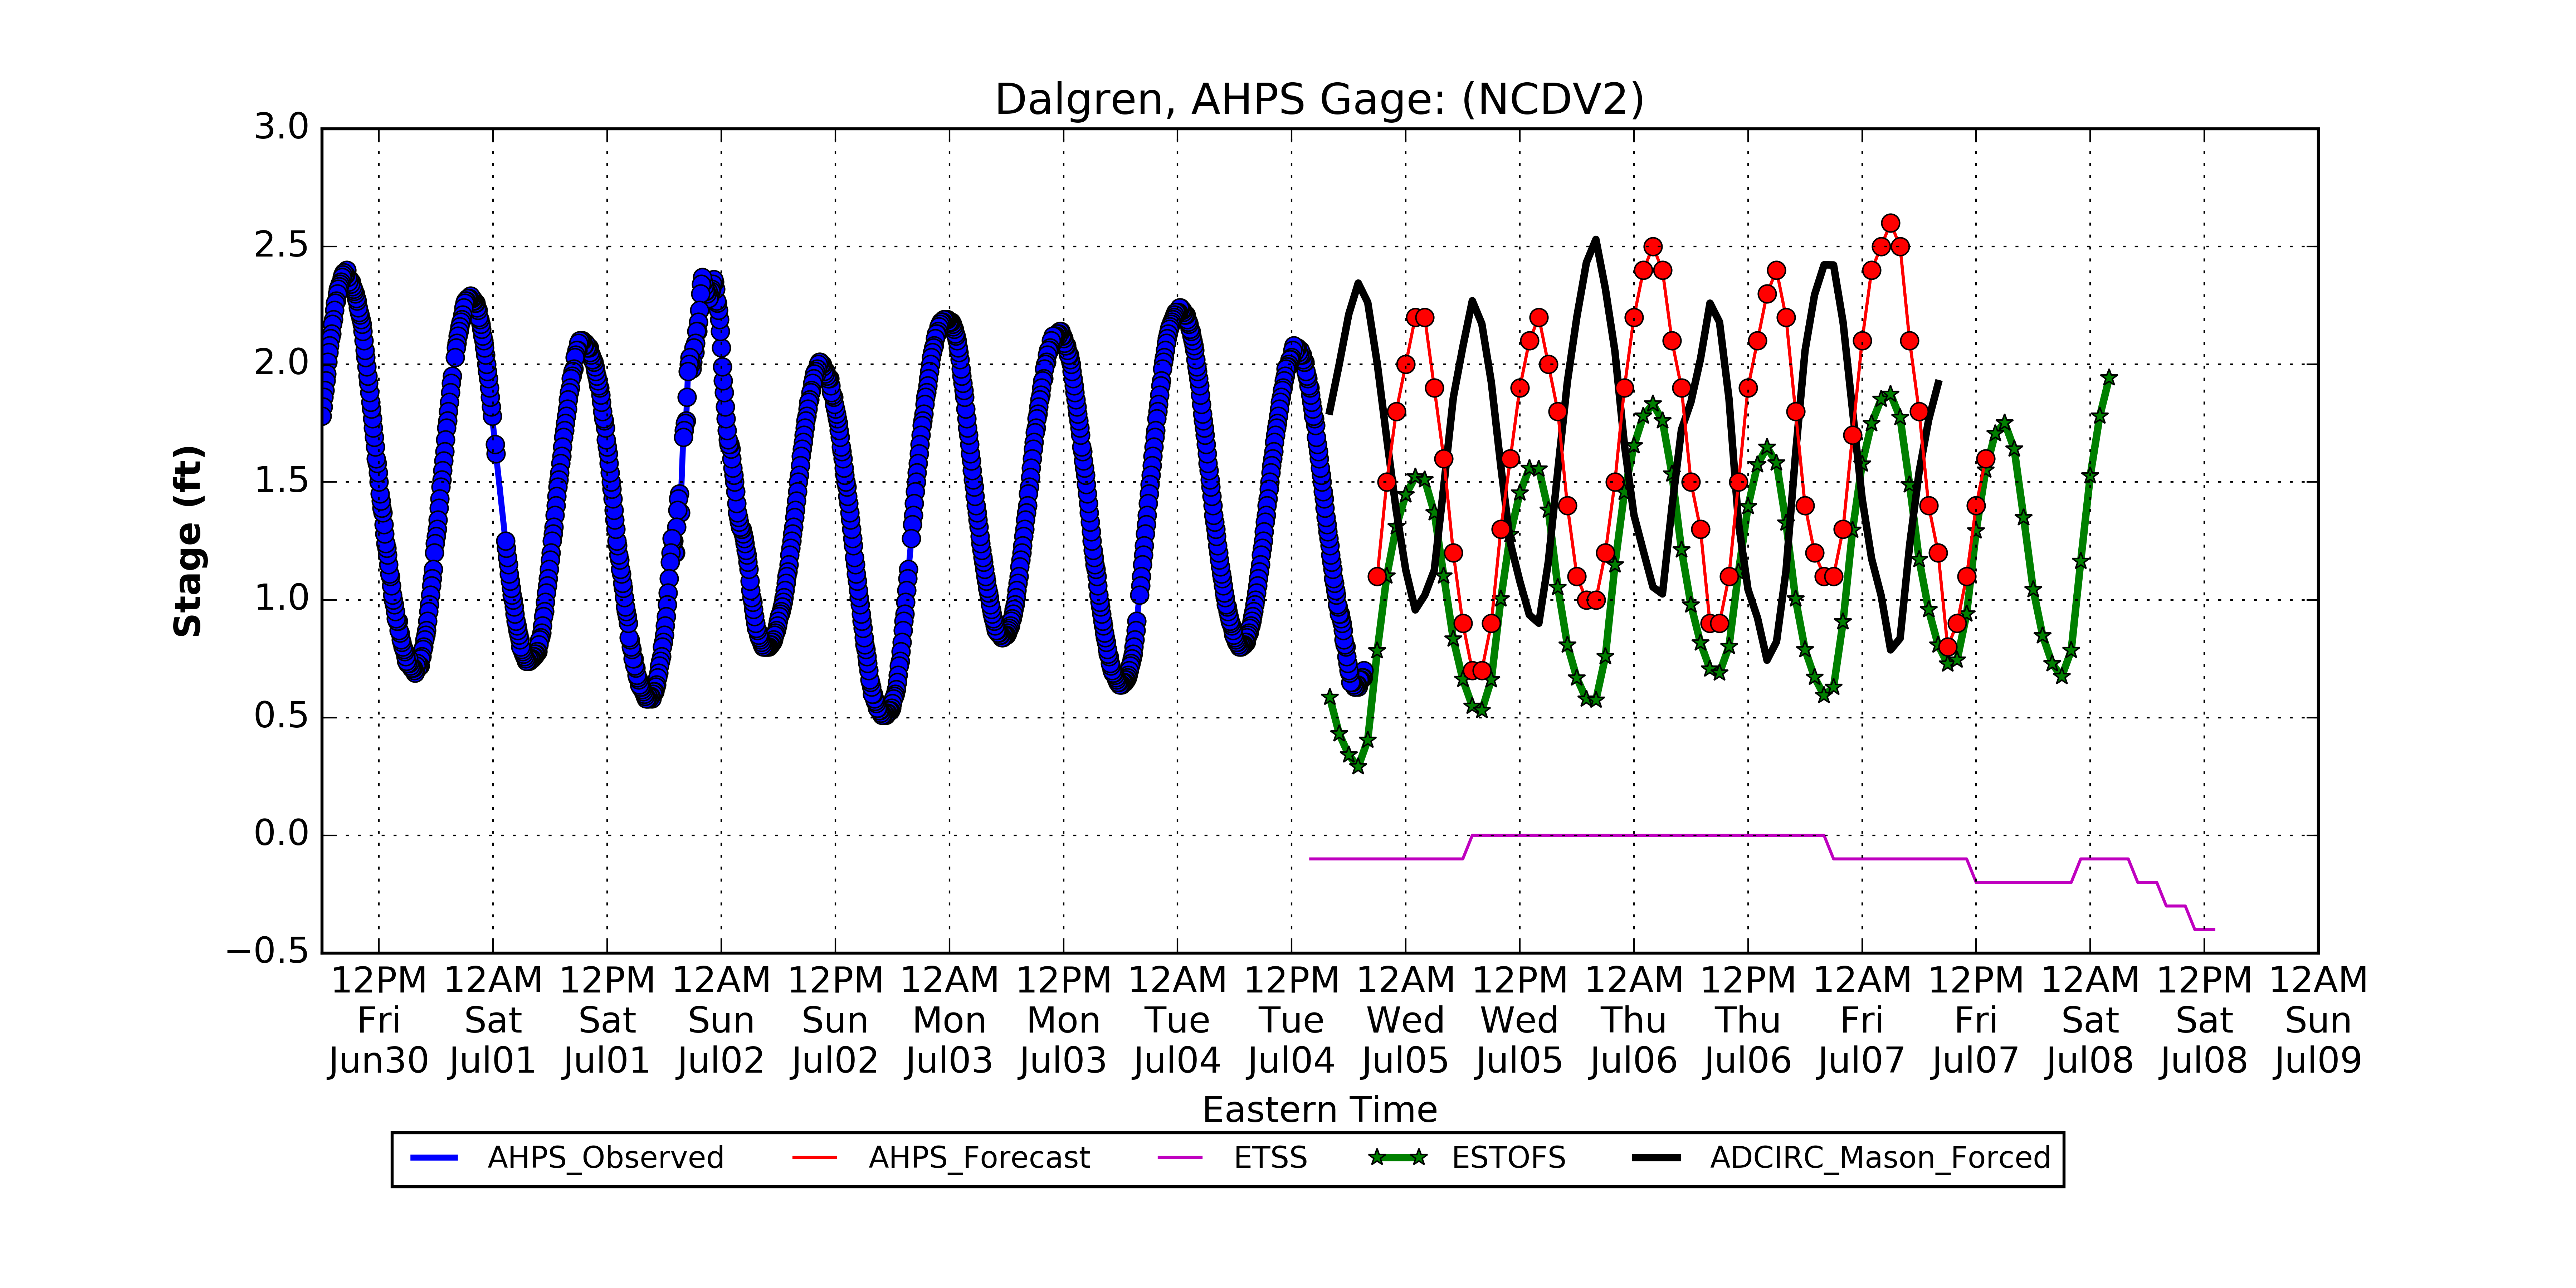 Dalgren, AHPS Gage: (NCDV2)
3.0
2.5
2.0
1.5
1.0
0.5
0.0
−0.5
Stage (ft)
12PM 12AM 12PM 12AM 12PM 12AM 12PM 12AM 12PM 12AM 12PM 12AM 12PM 12AM 12PM 12AM 12PM 12AM
Fri Sat Sat Sun Sun Mon Mon Tue Tue Wed Wed Thu Thu Fri Fri Sat Sat Sun
Jun30 Jul01 Jul01 Jul02 Jul02 Jul03 Jul03 Jul04 Jul04 Jul05 Jul05 Jul06 Jul06 Jul07 Jul07 Jul08 Jul08 Jul09
Eastern Time
AHPS_Observed AHPS_Forecast ETSS ESTOFS ADCIRC_Mason_Forced